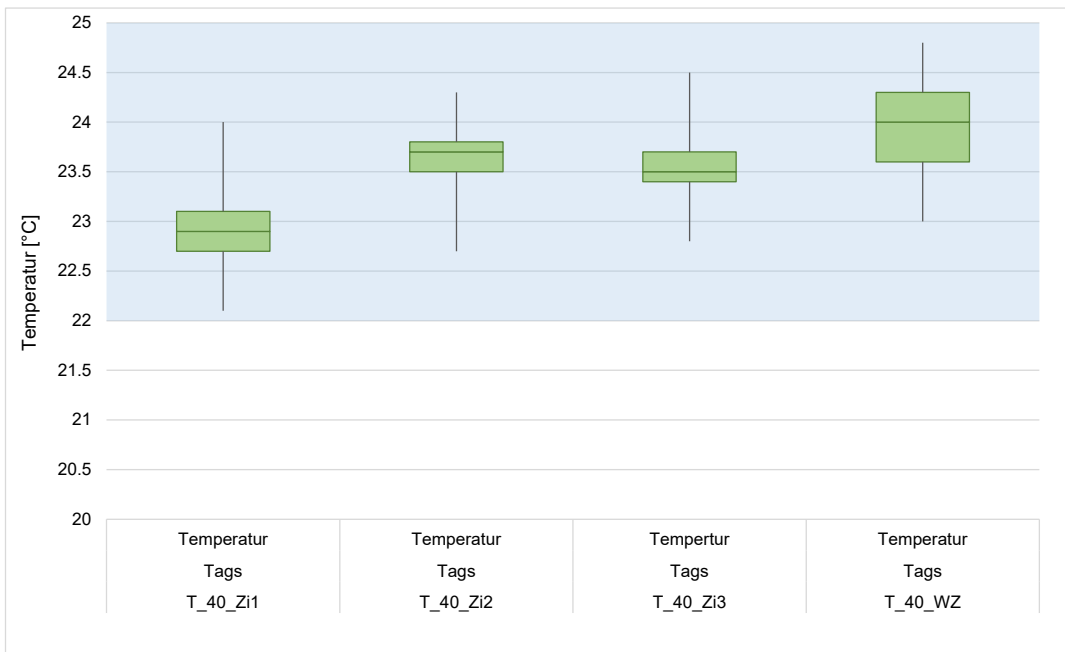 25
24.5
24
23.5
23
22.5
22
21.5
21
20.5
20
Temperatur [°C]
Temperatur Temperatur Tempertur Temperatur
Tags Tags Tags Tags
T_40_Zi1 T_40_Zi2 T_40_Zi3 T_40_WZ